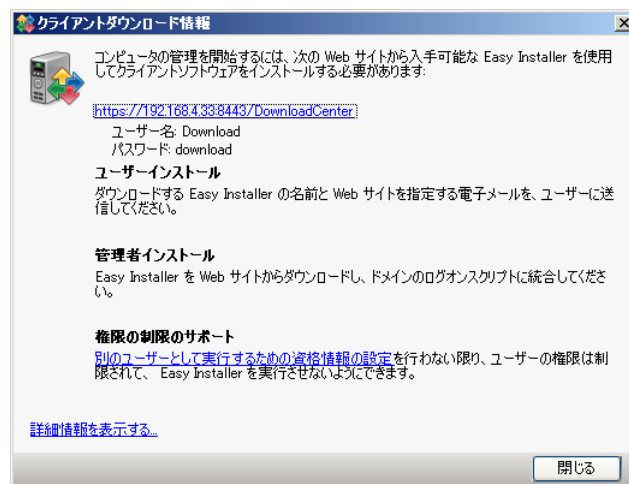 クライアントダウンロード情報
コンピュータの管理を開始するには、次の Web サイトから入手可能な Easy Installer を使用
してクライアントソフトウェアをインストールする必要があります:
https://192.168.4.33:8443/DownloadCenter
ユーザー名: Download
パスワード: download
ユーザーインストール
ダウンロードする Easy Installer の名前と Web サイトを指定する電子メールを、ユーザーに送
信してください。
管理者インストール
Easy Installer を Web サイトからダウンロードし、ドメインのログオンスクリプトに統合してくださ
い。
権限の制限のサポート
別のユーザーとして実行するための資格情報の設定を行わない限り、ユーザーの権限は制
限されて、 Easy Installer を実行させないようにできます。
詳細情報を表示する...
閉じる